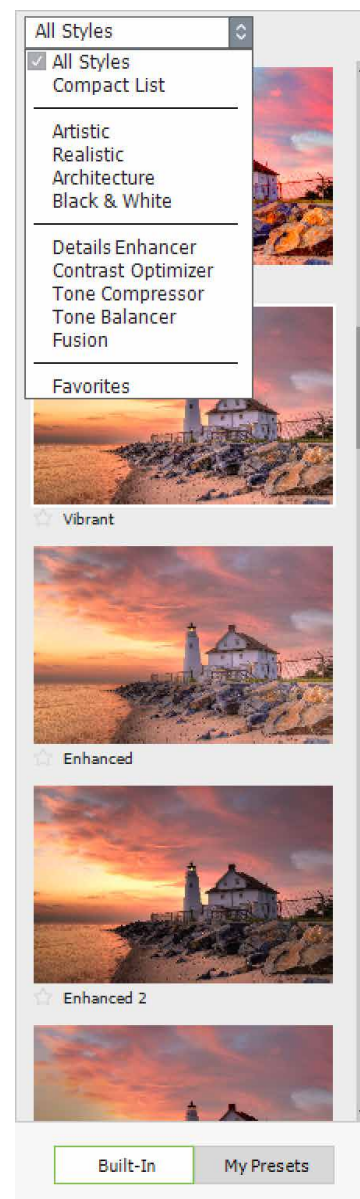 All Styles
All Styles
Compact List
Artistic
Realistic
Architecture
Black & White
Details Enhancer
Contrast Optimizer
Tone Compressor
Tone Balancer
Fusion
Favorites
Vibrant
Enhanced
Enhanced 2
Built-In My Presets